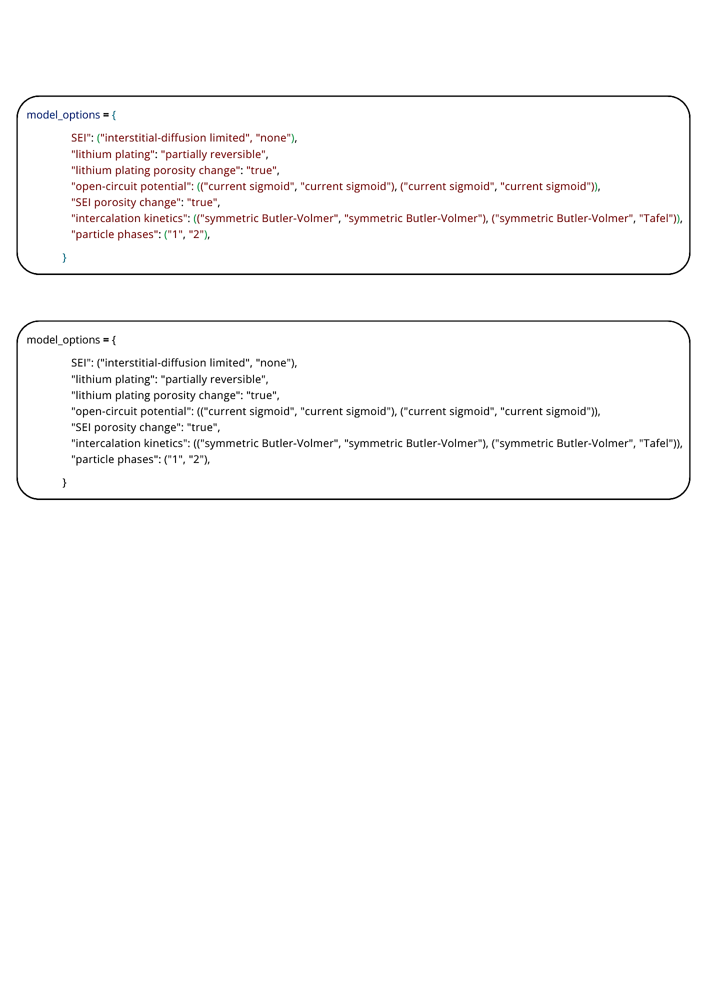 model_options = {
SEI": ("interstitial-diffusion limited", "none"),
"lithium plating": "partially reversible",
"lithium plating porosity change": "true",
"open-circuit potential": (("current sigmoid", "current sigmoid"), ("current sigmoid", "current sigmoid")),
"SEI porosity change": "true",
"intercalation kinetics": (("symmetric Butler-Volmer", "symmetric Butler-Volmer"), ("symmetric Butler-Volmer", "Tafel")),
"particle phases": ("1", "2"),
}
model_options = {
SEI": ("interstitial-diffusion limited", "none"),
"lithium plating": "partially reversible",
"lithium plating porosity change": "true",
"open-circuit potential": (("current sigmoid", "current sigmoid"), ("current sigmoid", "current sigmoid")),
"SEI porosity change": "true",
"intercalation kinetics": (("symmetric Butler-Volmer", "symmetric Butler-Volmer"), ("symmetric Butler-Volmer", "Tafel")),
"particle phases": ("1", "2"),
}